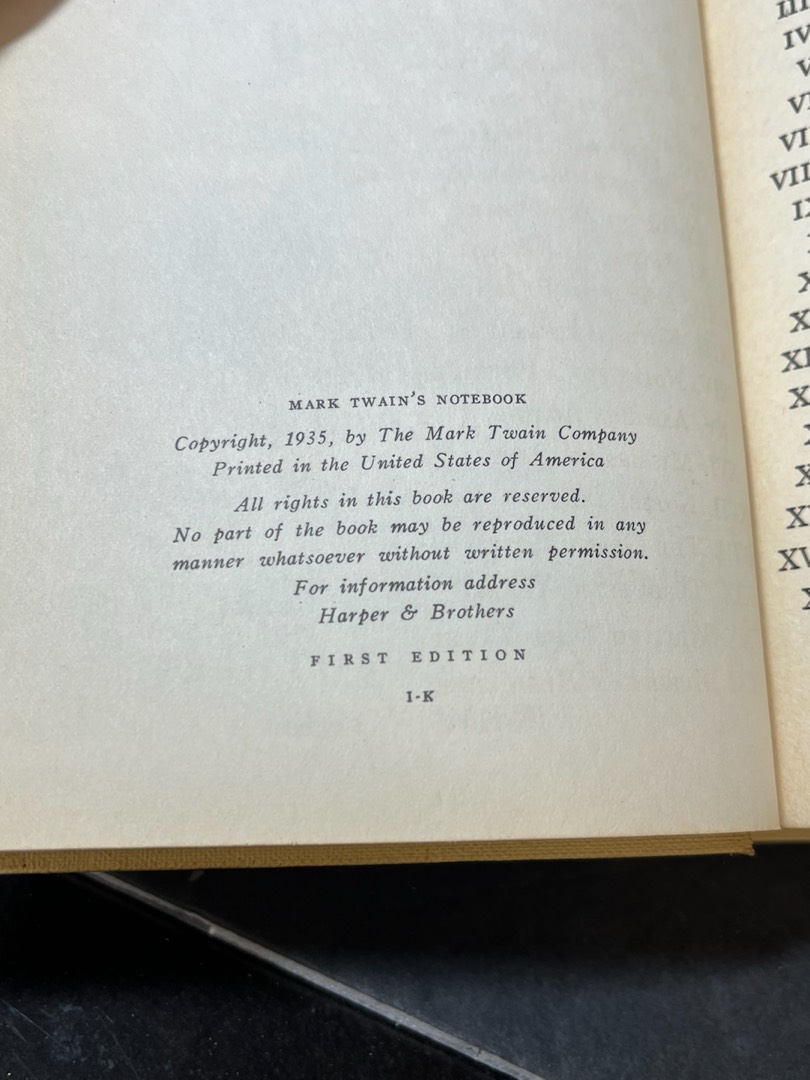 MARK TWAIN'S NOTEBOOK
Copyright, 1935, by The Mark Twain Company
Printed in the United States of America
All rights in this book are reserved.
No part of the book may be reproduced in any
manner whatsoever without written permission.
For information address
Harper & Brothers
FIRST EDITION
I-K
III
IV